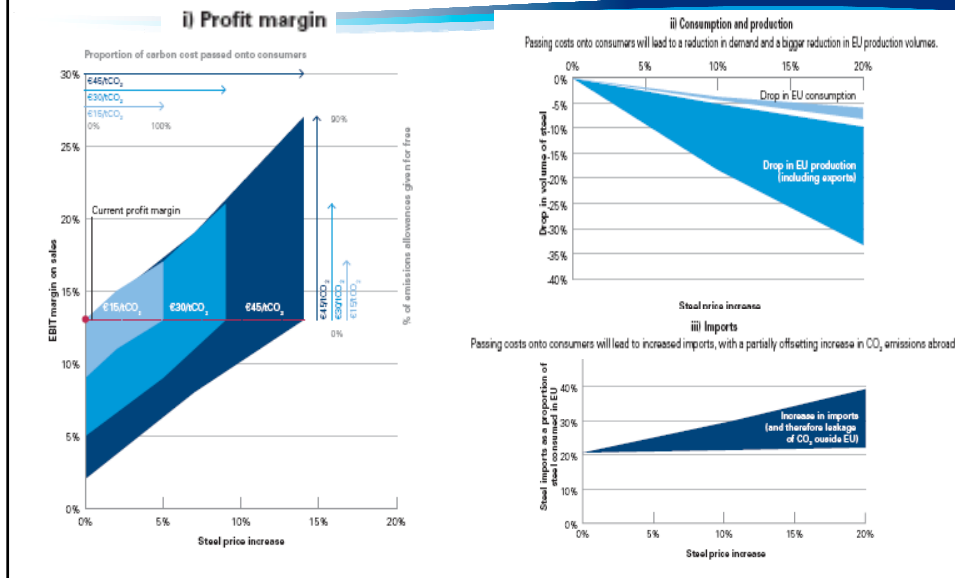 i) Profit margin
Proportion of carbon cost passed onto consumers
30%
€45/tCO₂
€30/tCO₂
€15/tCO₂
0%
100%
90%
25%
Current profit margin
20%
15%
€15/tCO₂
€30/tCO₂
€45/tCO₂
10%
5%
0%
EBIT margin on sales
€45/tCO₂
€30/tCO₂
€15/tCO₂
0%
% of emissions allowances given for free
0%
5%
10%
15%
20%
Steel price increase
ii) Consumption and production
Passing costs onto consumers will lead to a reduction in demand and a bigger reduction in EU production volumes.
0%
5%
10%
15%
20%
0%
-5%
-10%
-15%
-20%
-25%
-30%
-35%
-40%
Drop in volume of steel
Drop in EU consumption
Drop in EU production
(including exports)
Steel price increase
iii) Imports
Passing costs onto consumers will lead to increased imports, with a partially offsetting increase in CO₂ emissions abroad
Steel imports as a proportion of
steel consumed in EU
40%
30%
20%
10%
0%
Increase in imports
(and therefore leakage
of CO₂ ouside EU)
0%
5%
10%
15%
20%
Steel price increase